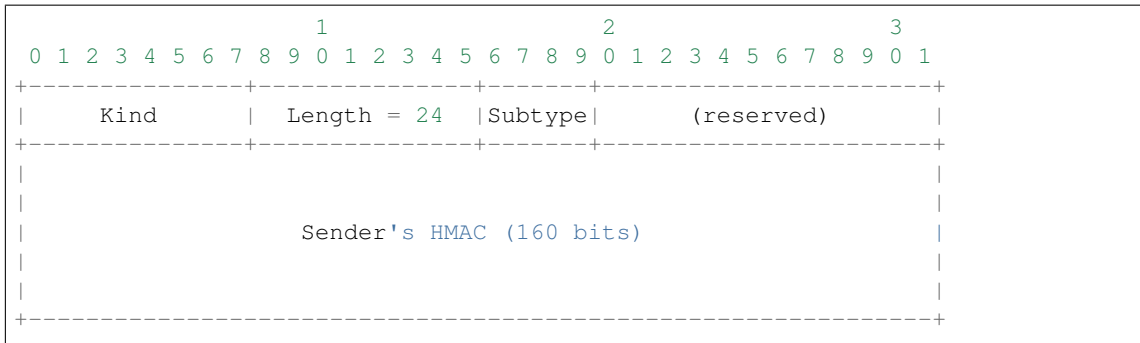 1                   2                   3
 0 1 2 3 4 5 6 7 8 9 0 1 2 3 4 5 6 7 8 9 0 1 2 3 4 5 6 7 8 9 0 1
+---------------+---------------+-------+-----------------------+
|     Kind      |  Length = 24  |Subtype|      (reserved)       |
+---------------+---------------+-------+-----------------------+
|                                                               |
|                                                               |
|                   Sender's HMAC (160 bits)                    |
|                                                               |
|                                                               |
+---------------------------------------------------------------+